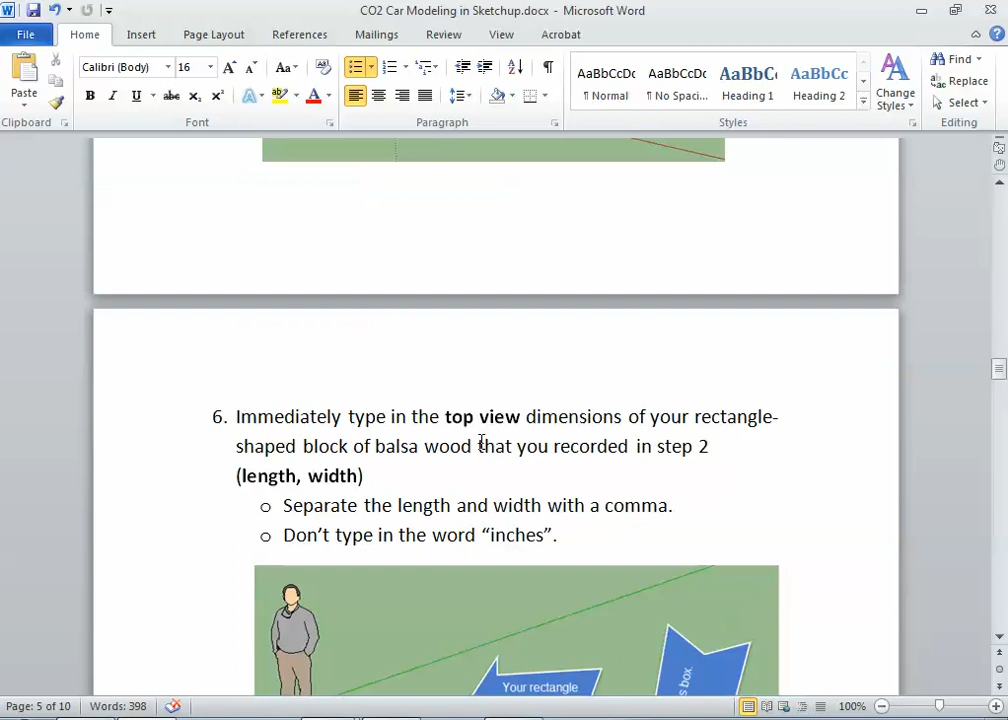 CO2 Car Modeling in Sketchup.docx - Microsoft Word
File Home Insert Page Layout References Mailings Review View Acrobat
Paste
Clipboard
Calibri (Body) 16
Font
Paragraph
AaBbCcDc AaBbCcDc AaBbCc AaBbCc
¶ Normal ¶ No Spaci... Heading 1 Heading 2
Change Styles
Styles
Find
Replace
Select
Editing
6. Immediately type in the top view dimensions of your rectangle-
shaped block of balsa wood that you recorded in step 2
(length, width)
o Separate the length and width with a comma.
o Don’t type in the word “inches”.
Your rectangle
s box.
Page: 5 of 10 Words: 398 100%